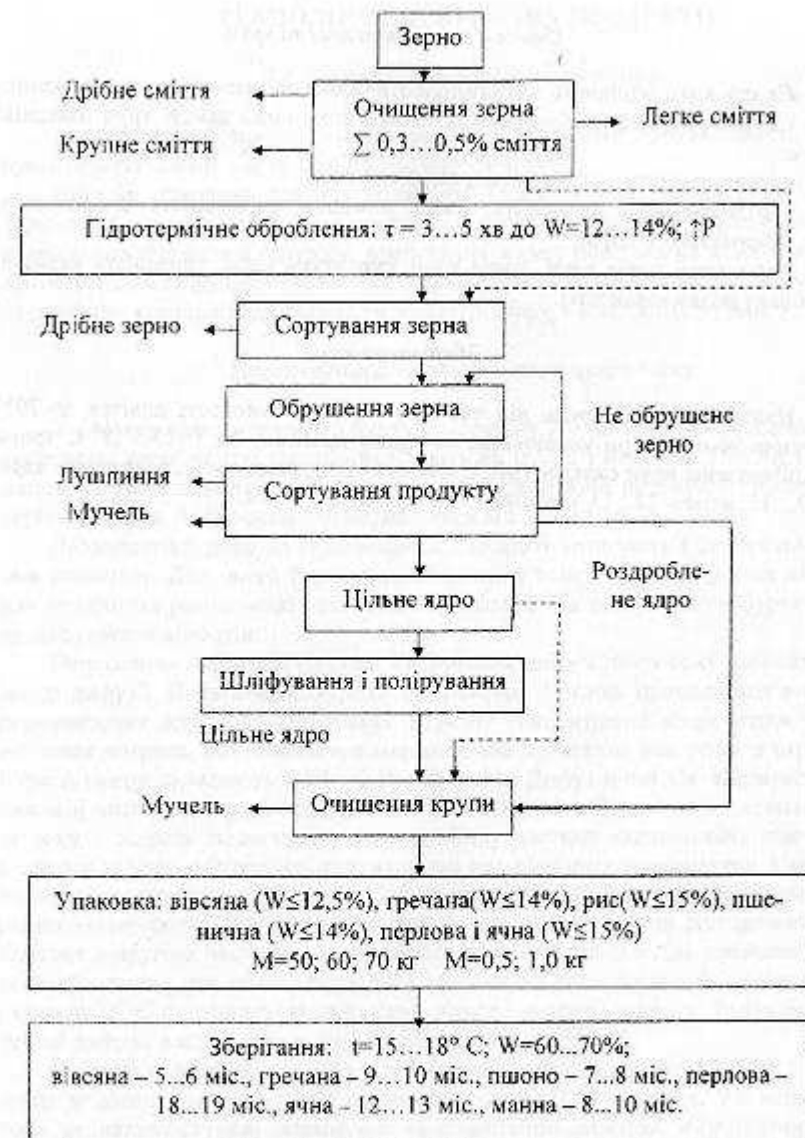 Зерно
Дрібне сміття
Очищення зерна
Легке сміття
Крупне сміття
∑ 0,3…0,5% сміття
Гідротермічне оброблення: τ = 3…5 хв до W=12…14%; ↑P
Дрібне зерно
Сортування зерна
Обрушення зерна
Не обрушене
зерно
Лушпиння
Сортування продукту
Мучель
Цільне ядро
Роздробле-
не ядро
Шліфування і полірування
Цільне ядро
Мучель
Очищення крупи
Упаковка: вівсяна (W≤12,5%), гречана(W≤14%), рис(W≤15%), пше-
нична (W≤14%), перлова і ячна (W≤15%)
M=50; 60; 70 кг M=0,5; 1,0 кг
Зберігання: t=15…18° С; W=60...70%;
вівсяна – 5...6 міс., гречана – 9...10 міс., пшоно – 7...8 міс., перлова –
18...19 міс., ячна – 12...13 міс., манна – 8...10 міс.